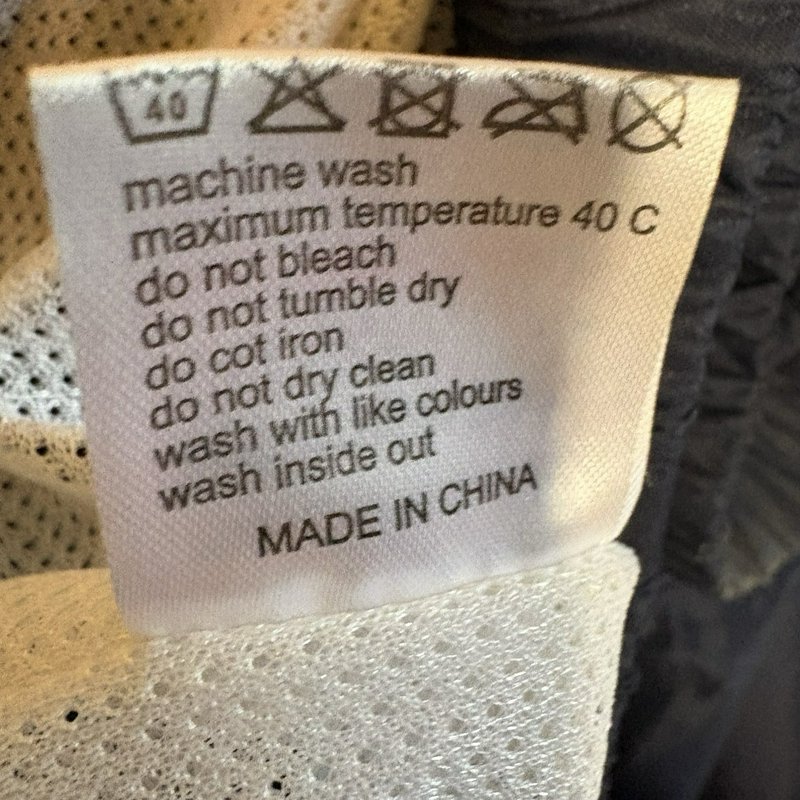 40
machine wash
maximum temperature 40 C
do not bleach
do not tumble dry
do cot iron
do not dry clean
wash with like colours
wash inside out
MADE IN CHINA